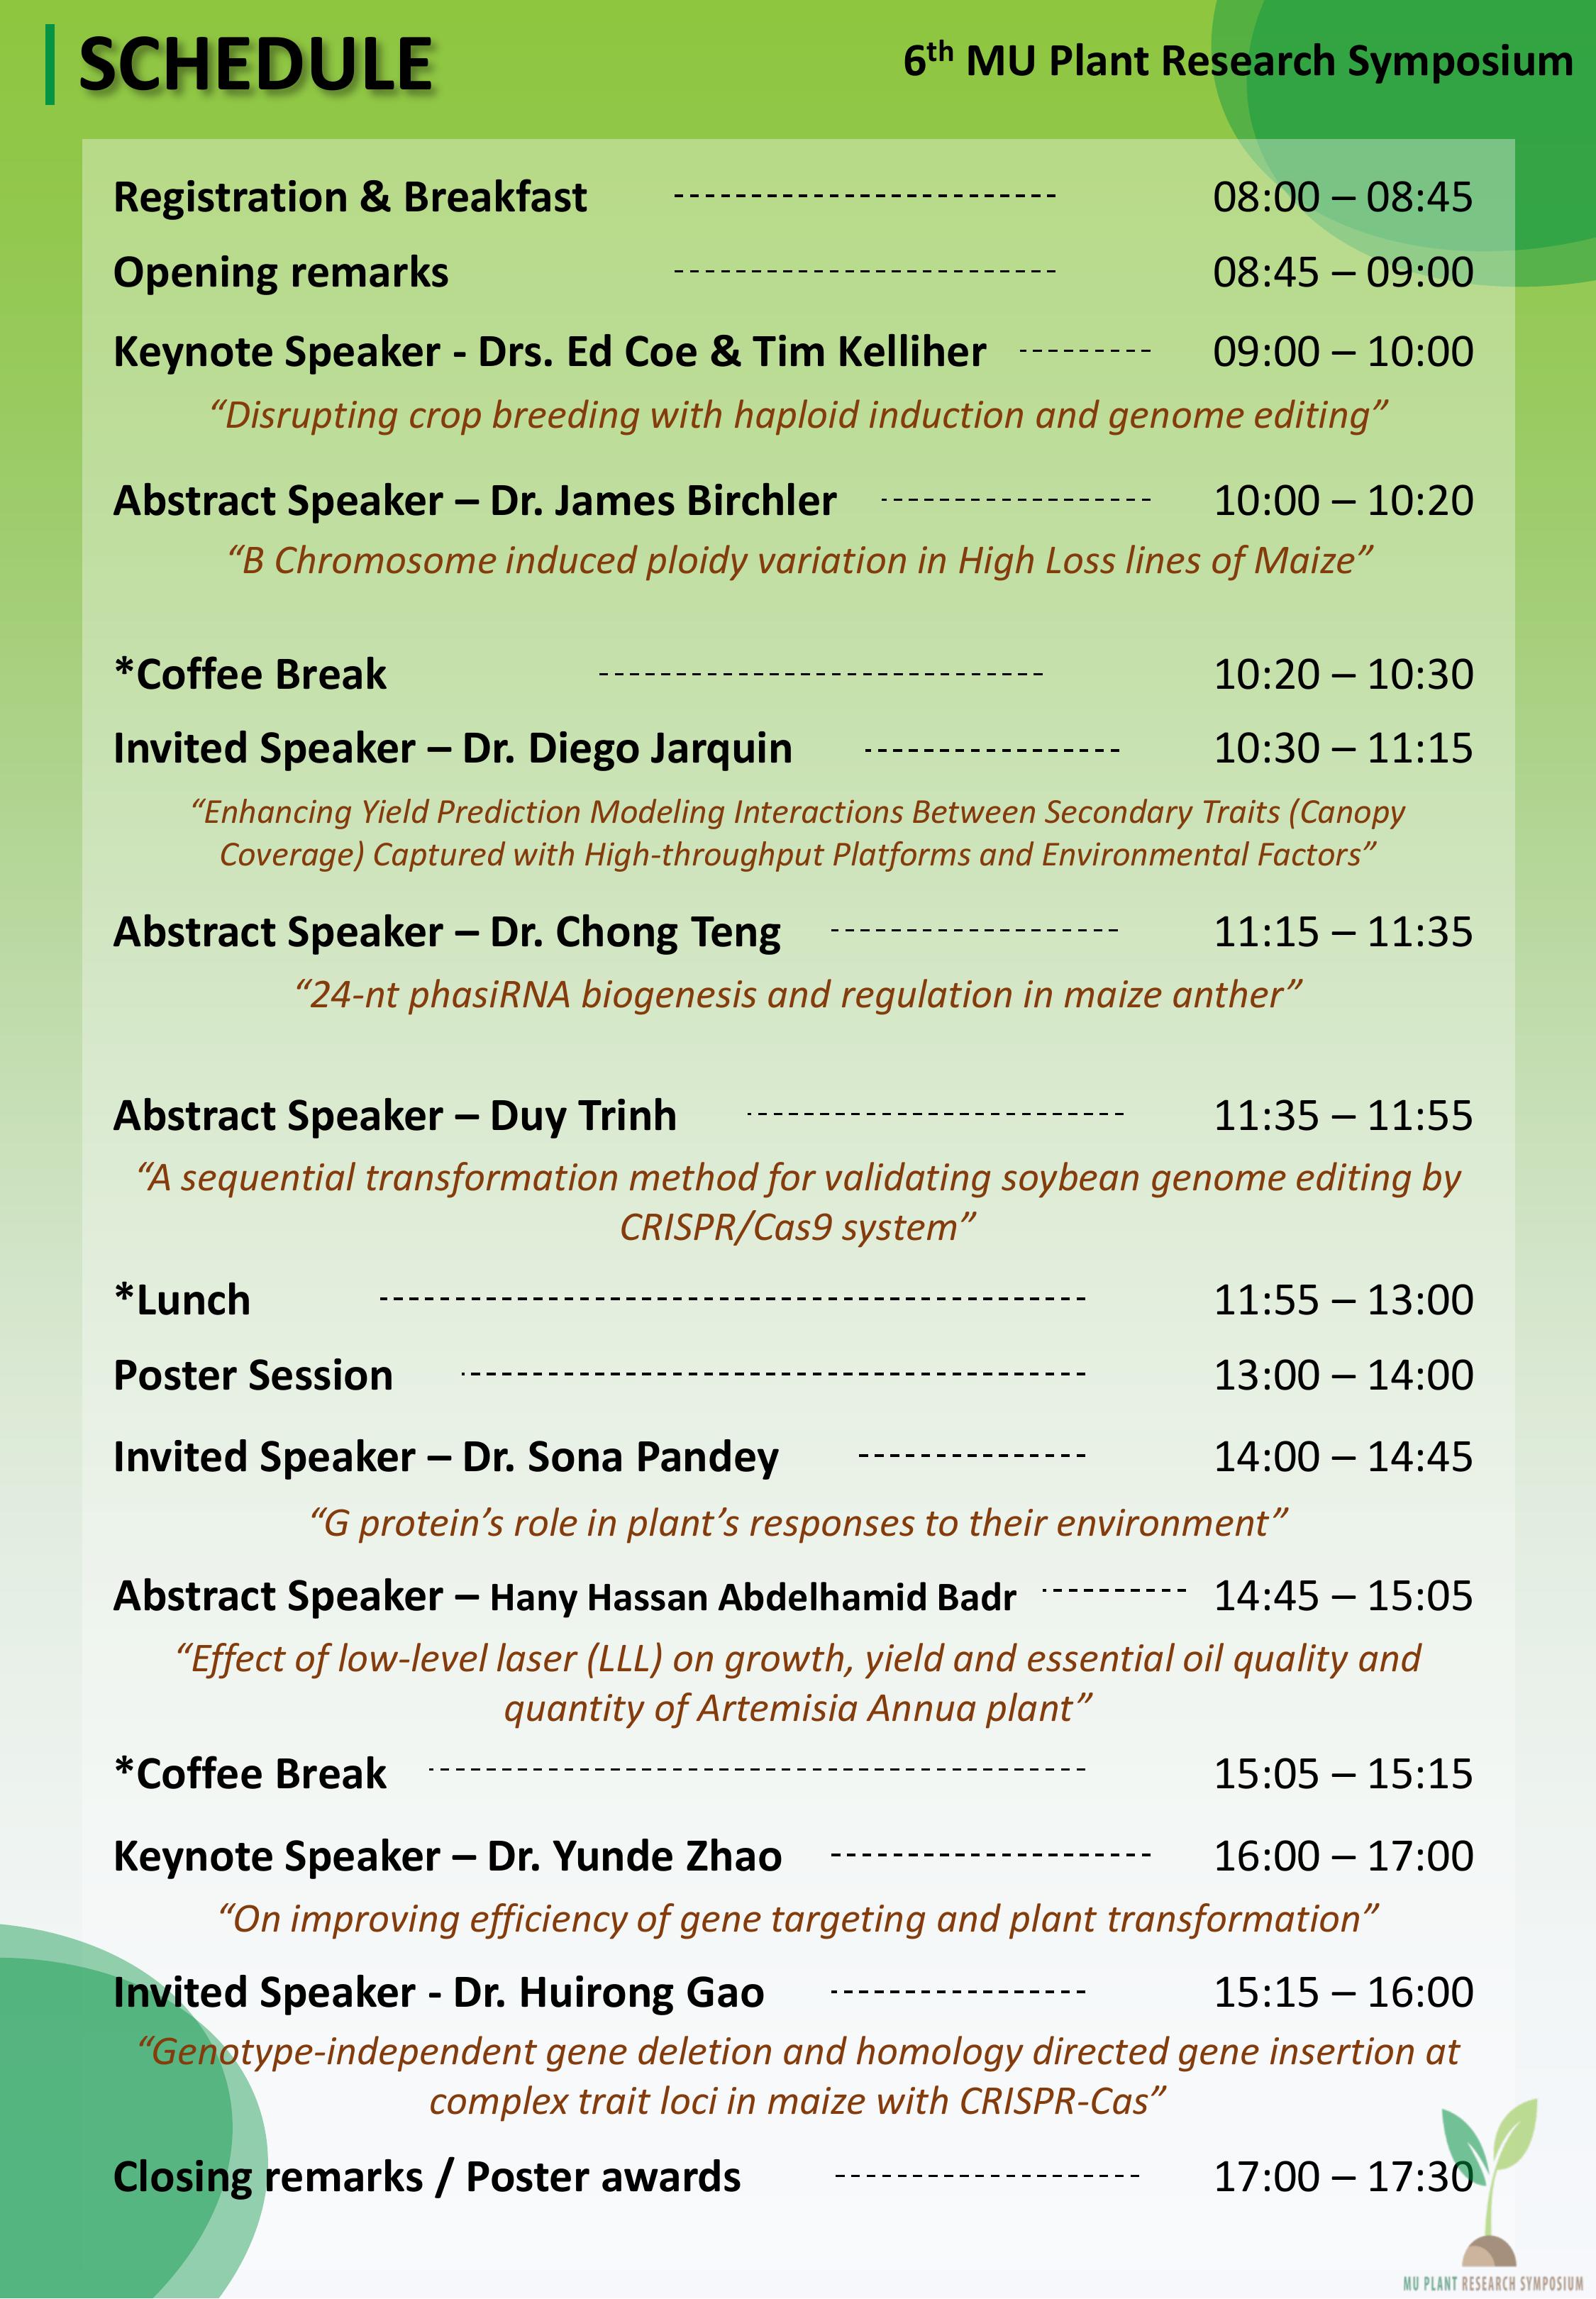 SCHEDULE
6th MU Plant Research Symposium
Registration & Breakfast 08:00 – 08:45
Opening remarks 08:45 – 09:00
Keynote Speaker - Drs. Ed Coe & Tim Kelliher 09:00 – 10:00
“Disrupting crop breeding with haploid induction and genome editing”
Abstract Speaker – Dr. James Birchler 10:00 – 10:20
“B Chromosome induced ploidy variation in High Loss lines of Maize”
*Coffee Break 10:20 – 10:30
Invited Speaker – Dr. Diego Jarquin 10:30 – 11:15
“Enhancing Yield Prediction Modeling Interactions Between Secondary Traits (Canopy
Coverage) Captured with High-throughput Platforms and Environmental Factors”
Abstract Speaker – Dr. Chong Teng 11:15 – 11:35
“24-nt phasiRNA biogenesis and regulation in maize anther”
Abstract Speaker – Duy Trinh 11:35 – 11:55
“A sequential transformation method for validating soybean genome editing by
CRISPR/Cas9 system”
*Lunch 11:55 – 13:00
Poster Session 13:00 – 14:00
Invited Speaker – Dr. Sona Pandey 14:00 – 14:45
“G protein’s role in plant’s responses to their environment”
Abstract Speaker – Hany Hassan Abdelhamid Badr 14:45 – 15:05
“Effect of low-level laser (LLL) on growth, yield and essential oil quality and
quantity of Artemisia Annua plant”
*Coffee Break 15:05 – 15:15
Keynote Speaker – Dr. Yunde Zhao 16:00 – 17:00
“On improving efficiency of gene targeting and plant transformation”
Invited Speaker - Dr. Huirong Gao 15:15 – 16:00
“Genotype-independent gene deletion and homology directed gene insertion at
complex trait loci in maize with CRISPR-Cas”
Closing remarks / Poster awards 17:00 – 17:30
MU PLANT RESEARCH SYMPOSIUM